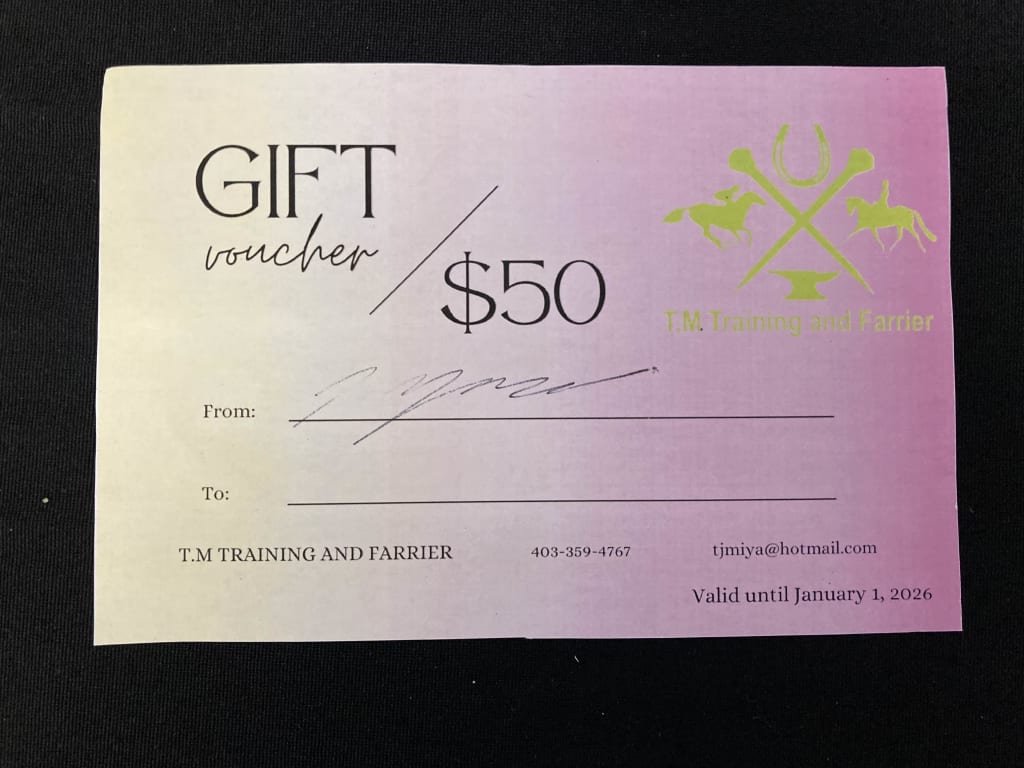 GIFT
voucher
$50
T.M. Training and Farrier
From:
To:
T.M TRAINING AND FARRIER 403-359-4767 tjmiya@hotmail.com
Valid until January 1, 2026